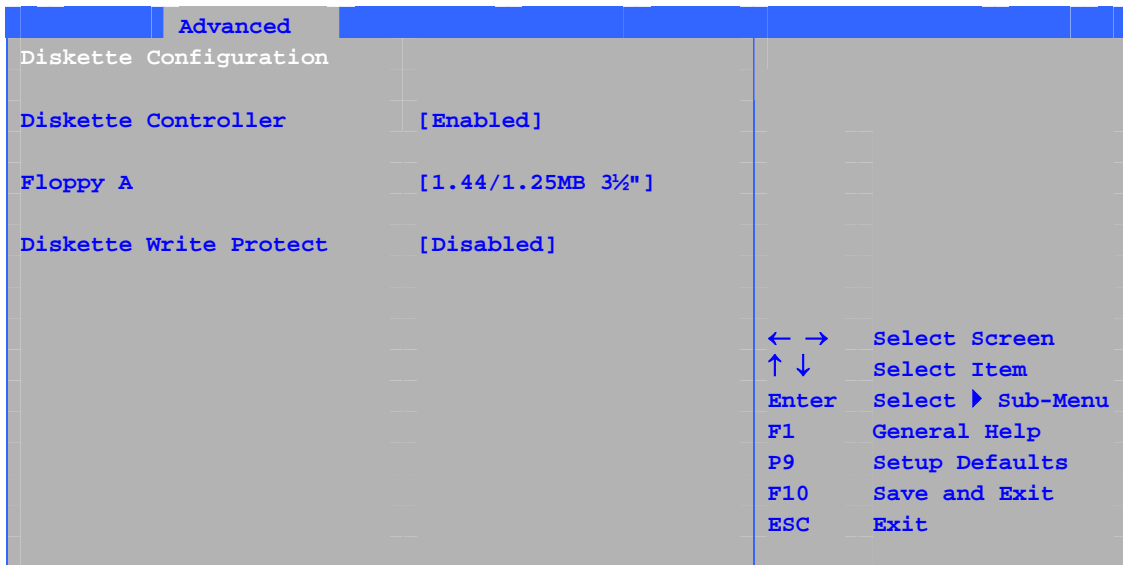 Advanced
Diskette Configuration
Diskette Controller [Enabled]
Floppy A [1.44/1.25MB 3½"]
Diskette Write Protect [Disabled]
← → Select Screen
↑ ↓ Select Item
Enter Select ▶ Sub-Menu
F1 General Help
P9 Setup Defaults
F10 Save and Exit
ESC Exit